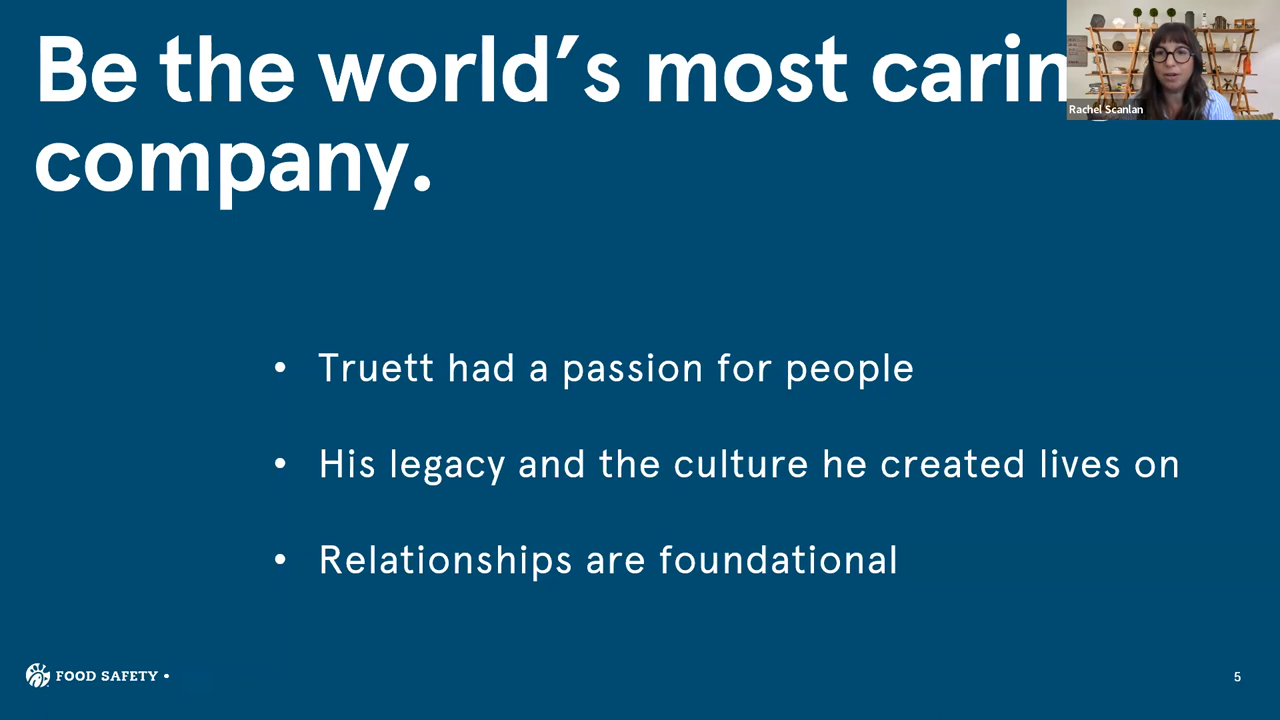 Be the world’s most carin
company.
Rachel Scanlan
• Truett had a passion for people
• His legacy and the culture he created lives on
• Relationships are foundational
FOOD SAFETY •
5